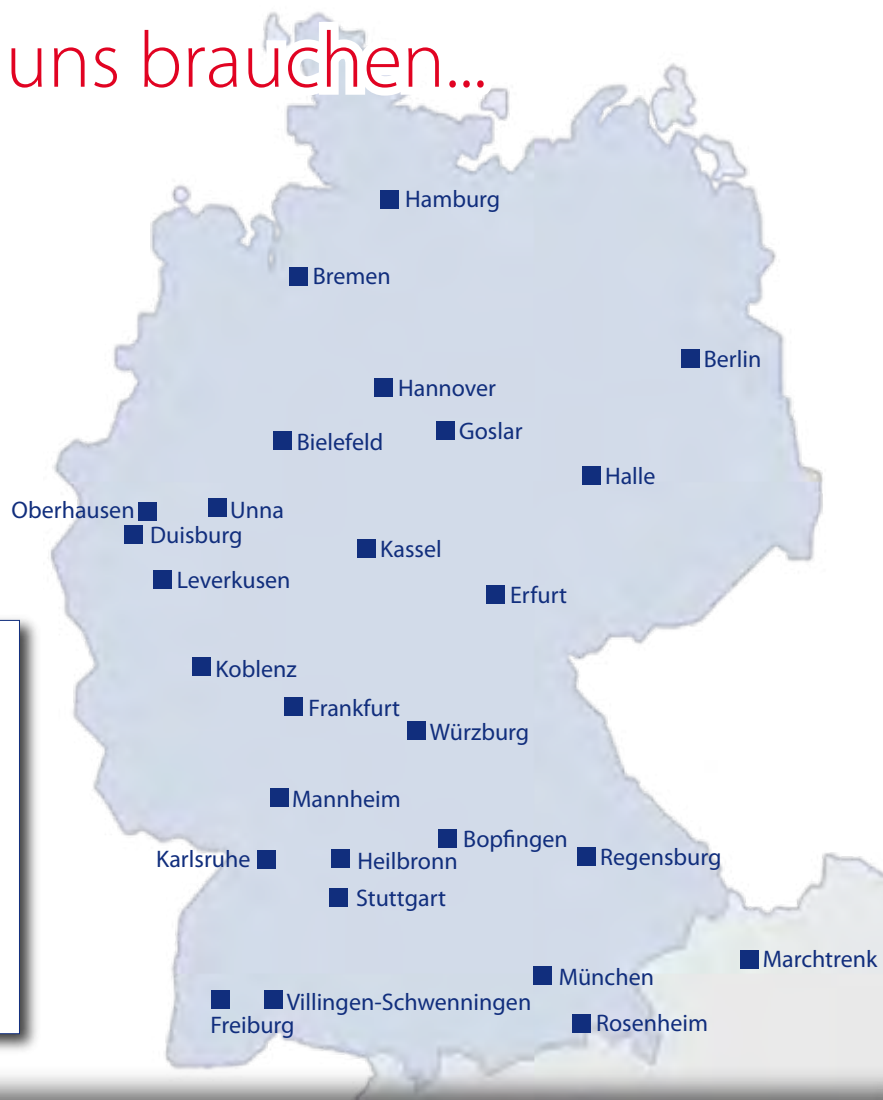 uns brauchen...
Hamburg
Bremen
Berlin
Hannover
Goslar
Bielefeld
Halle
Oberhausen
Unna
Duisburg
Kassel
Leverkusen
Erfurt
Koblenz
Frankfurt
Würzburg
Mannheim
Bopfingen
Karlsruhe
Heilbronn
Regensburg
Stuttgart
Marchtrenk
München
Villingen-Schwenningen
Freiburg
Rosenheim